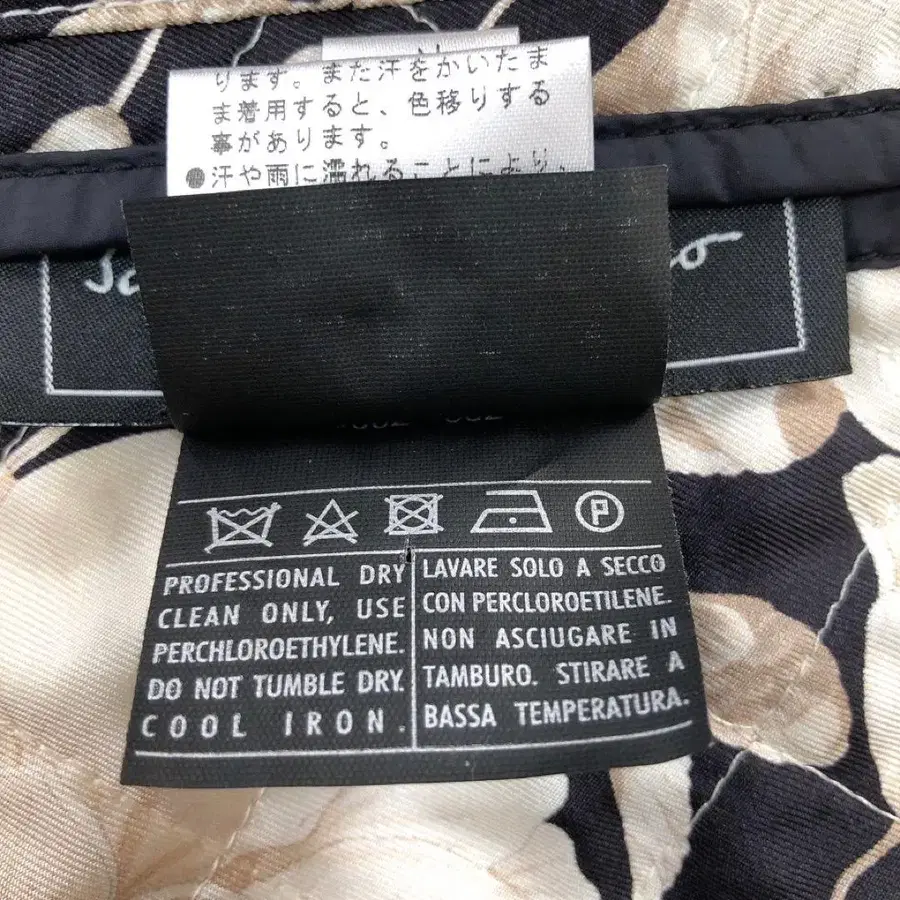 ります。また汗をかいたま
ま着用すると、色移りする
事があります。
●汗や雨に濡れることにより、
P
PROFESSIONAL DRY
CLEAN ONLY, USE
PERCHLOROETHYLENE.
DO NOT TUMBLE DRY.
COOL IRON.
LAVARE SOLO A SECCO
CON PERCLOROETILENE.
NON ASCIUGARE IN
TAMBURO. STIRARE A
BASSA TEMPERATURA.